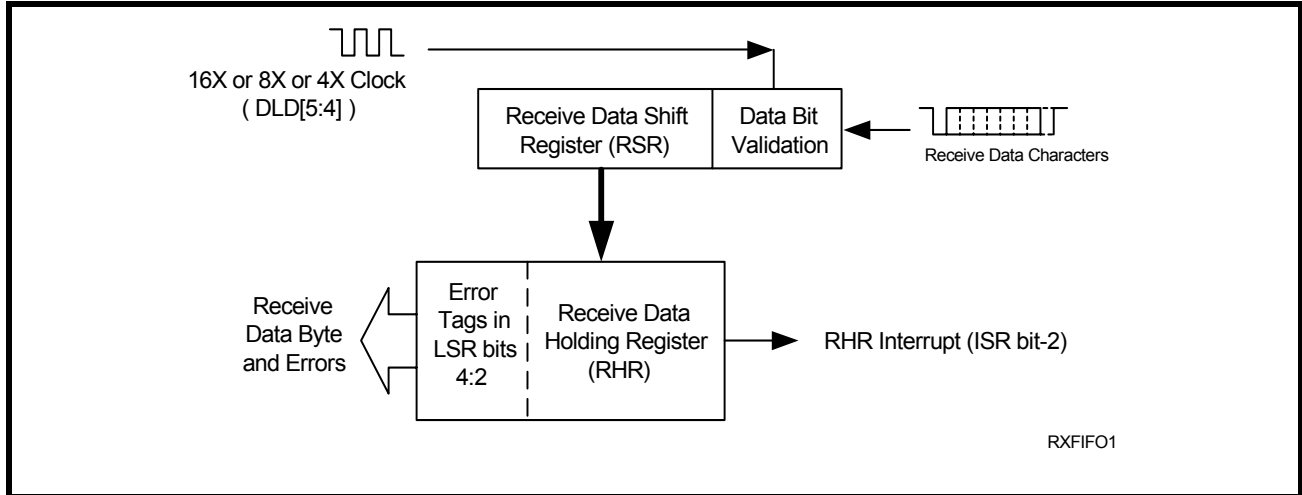 16X or 8X or 4X Clock
( DLD[5:4] )
Receive Data Shift
Register (RSR)
Data Bit
Validation
Receive Data Characters
Receive
Data Byte
and Errors
Error
Tags in
LSR bits
4:2
Receive Data
Holding Register
(RHR)
RHR Interrupt (ISR bit-2)
RXFIFO1